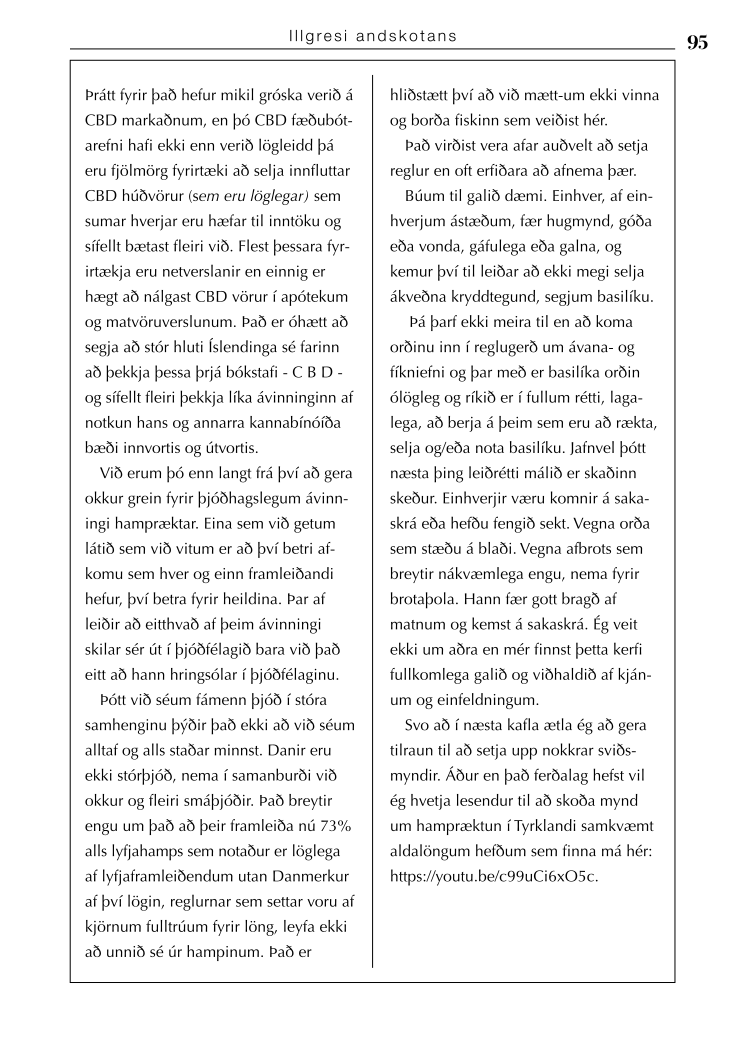 Illgresi andskotans
95
Þrátt fyrir það hefur mikil gróska verið á
CBD markaðnum, en þó CBD fæðubót-
arefni hafi ekki enn verið lögleidd þá
eru fjölmörg fyrirtæki að selja innfluttar
CBD húðvörur (sem eru löglegar) sem
sumar hverjar eru hæfar til inntöku og
sífellt bætast fleiri við. Flest þessara fyr-
irtækja eru netverslanir en einnig er
hægt að nálgast CBD vörur í apótekum
og matvöruverslunum. Það er óhætt að
segja að stór hluti Íslendinga sé farinn
að þekkja þessa þrjá bókstafi - C B D -
og sífellt fleiri þekkja líka ávinninginn af
notkun hans og annarra kannabínóíða
bæði innvortis og útvortis.
Við erum þó enn langt frá því að gera
okkur grein fyrir þjóðhagslegum ávinn-
ingi hampræktar. Eina sem við getum
látið sem við vitum er að því betri af-
komu sem hver og einn framleiðandi
hefur, því betra fyrir heildina. Þar af
leiðir að eitthvað af þeim ávinningi
skilar sér út í þjóðfélagið bara við það
eitt að hann hringsólar í þjóðfélaginu.
Þótt við séum fámenn þjóð í stóra
samhenginu þýðir það ekki að við séum
alltaf og alls staðar minnst. Danir eru
ekki stórþjóð, nema í samanburði við
okkur og fleiri smáþjóðir. Það breytir
engu um það að þeir framleiða nú 73%
alls lyfjahamps sem notaður er löglega
af lyfjaframleiðendum utan Danmerkur
af því lögin, reglurnar sem settar voru af
kjörnum fulltrúum fyrir löng, leyfa ekki
að unnið sé úr hampinum. Það er
hliðstætt því að við mætt-um ekki vinna
og borða fiskinn sem veiðist hér.
Það virðist vera afar auðvelt að setja
reglur en oft erfiðara að afnema þær.
Búum til galið dæmi. Einhver, af ein-
hverjum ástæðum, fær hugmynd, góða
eða vonda, gáfulega eða galna, og
kemur því til leiðar að ekki megi selja
ákveðna kryddtegund, segjum basilíku.
Þá þarf ekki meira til en að koma
orðinu inn í reglugerð um ávana- og
fíkniefni og þar með er basilíka orðin
ólögleg og ríkið er í fullum rétti, laga-
lega, að berja á þeim sem eru að rækta,
selja og/eða nota basilíku. Jafnvel þótt
næsta þing leiðrétti málið er skaðinn
skeður. Einhverjir væru komnir á saka-
skrá eða hefðu fengið sekt. Vegna orða
sem stæðu á blaði. Vegna afbrots sem
breytir nákvæmlega engu, nema fyrir
brotaþola. Hann fær gott bragð af
matnum og kemst á sakaskrá. Ég veit
ekki um aðra en mér finnst þetta kerfi
fullkomlega galið og viðhaldið af kján-
um og einfeldningum.
Svo að í næsta kafla ætla ég að gera
tilraun til að setja upp nokkrar sviðs-
myndir. Áður en það ferðalag hefst vil
ég hvetja lesendur til að skoða mynd
um hampræktun í Tyrklandi samkvæmt
aldalöngum hefðum sem finna má hér:
https://youtu.be/c99uCi6xO5c.